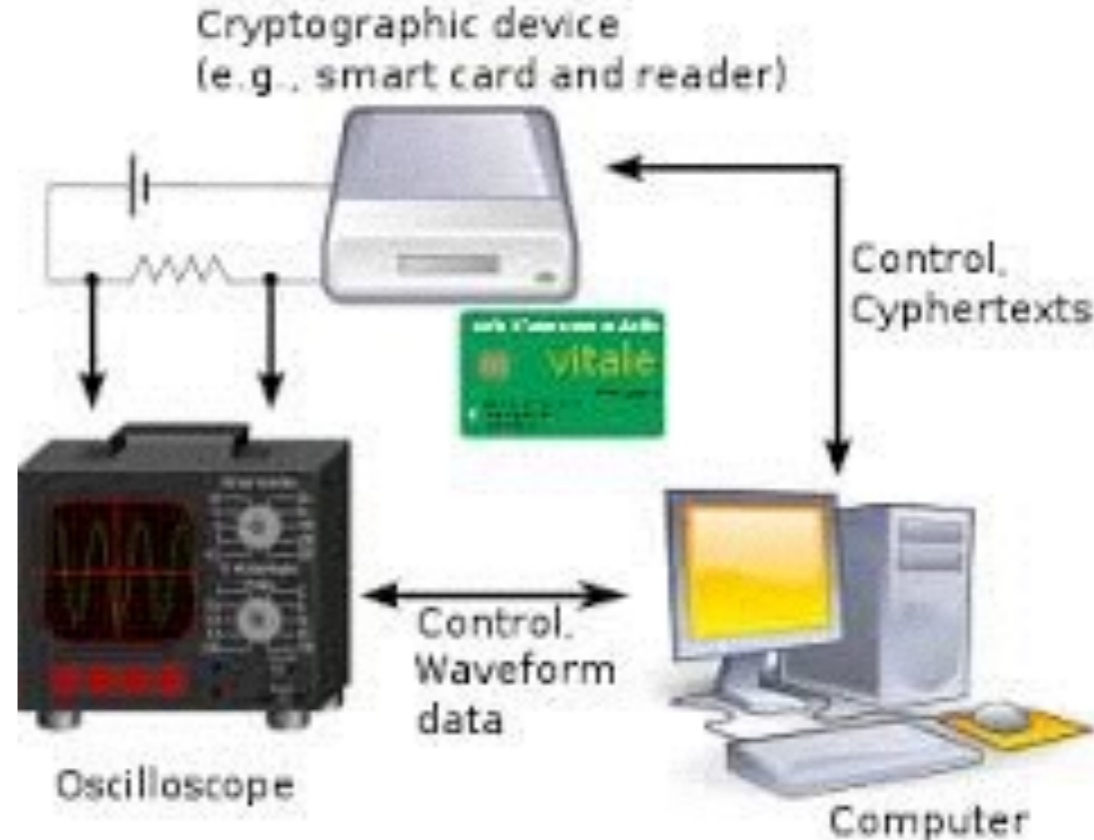 Cryptographic device
(e.g., smart card and reader)
Control,
Cyphertexts
vitale
Control,
Waveform
data
Oscilloscope
Computer